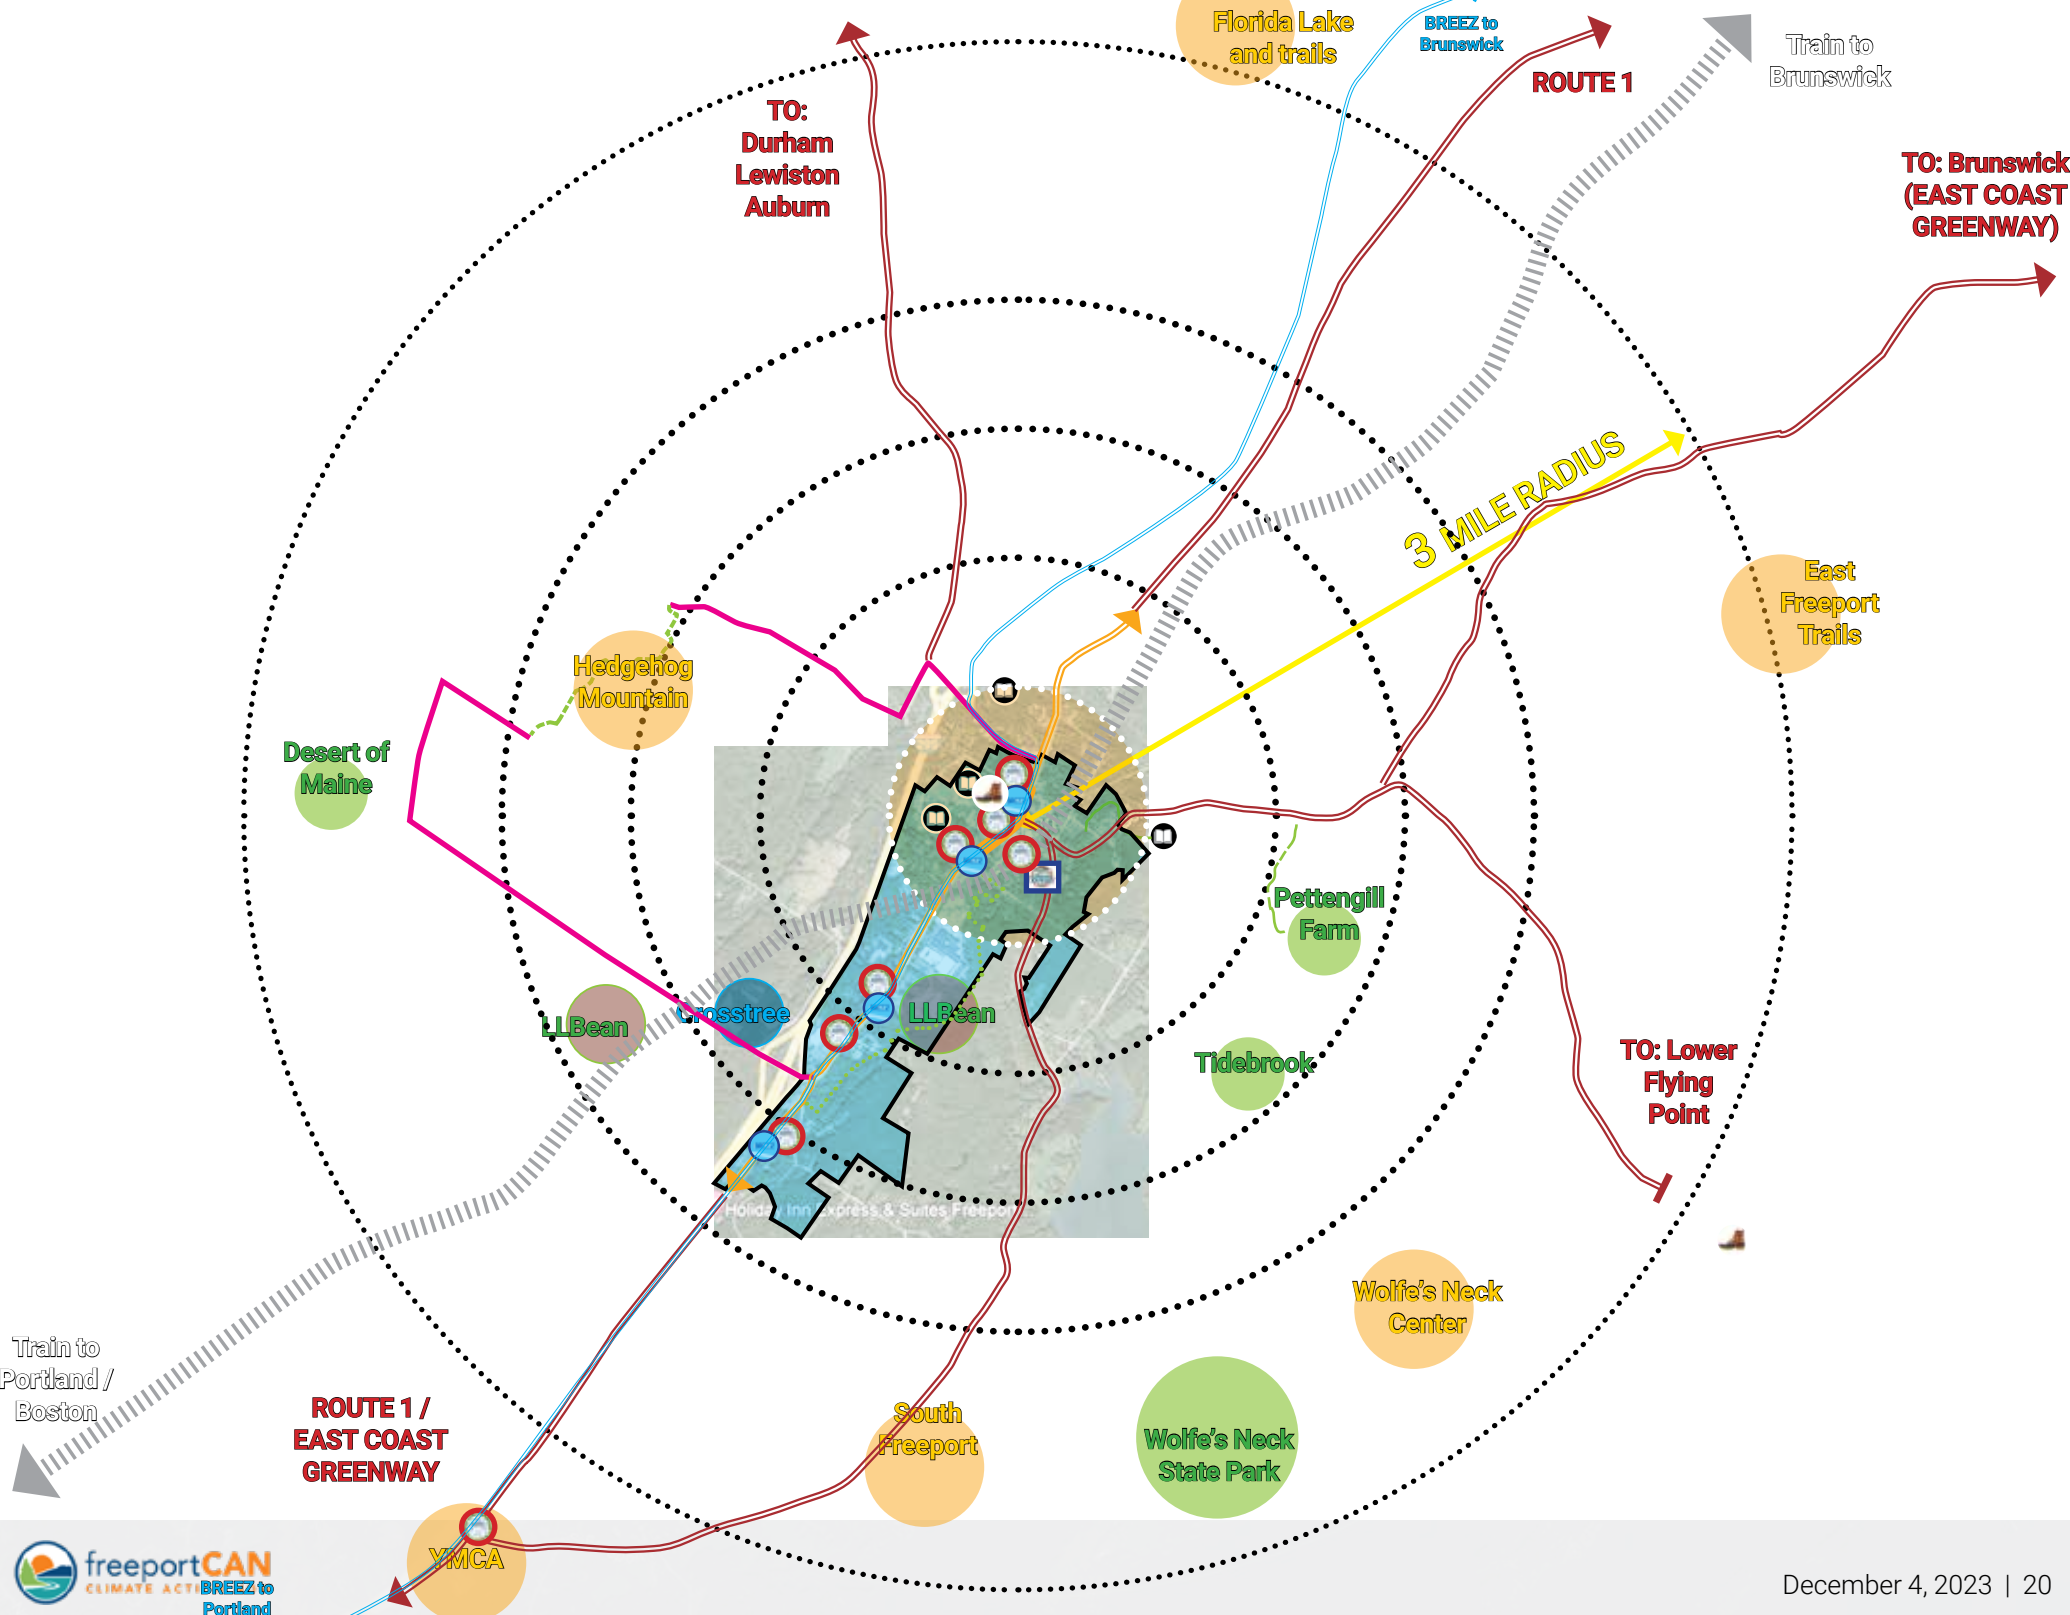 Florida Lake
and trails
BREEZ to
Brunswick
ROUTE 1
Train to
Brunswick
TO:
Durham
Lewiston
Auburn
TO: Brunswick
(EAST COAST
GREENWAY)
3 MILE RADIUS
East
Freeport
Trails
Hedgehog
Mountain
Desert of
Maine
Pettengill
Farm
LLBean
Crosstree
LLBean
Tidebrook
TO: Lower
Flying
Point
Holiday Inn Express & Suites Freeport
Wolfe's Neck
Center
Train to
Portland /
Boston
ROUTE 1 /
EAST COAST
GREENWAY
South
Freeport
Wolfe's Neck
State Park
YMCA
freeportCAN
CLIMATE ACTI
BREEZ to
Portland
December 4, 2023 | 20